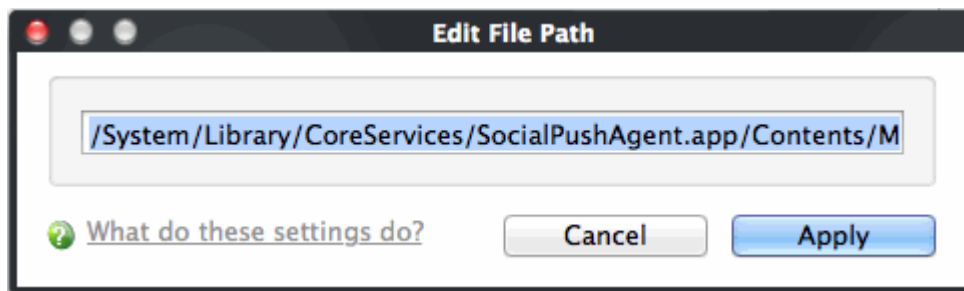 Edit File Path
/System/Library/CoreServices/SocialPushAgent.app/Contents/M
What do these settings do?
Cancel
Apply